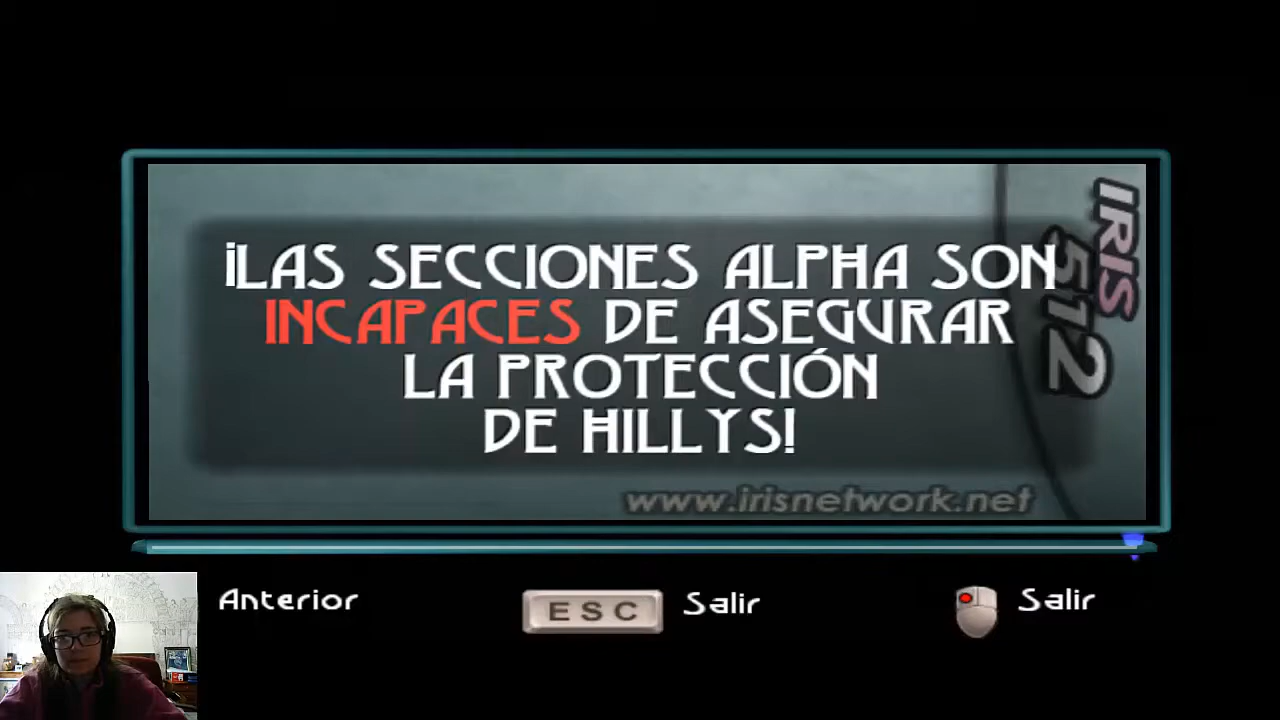 ¡LAS SECCIONES ALPHA SON
INCAPACES DE ASEGURAR
LA PROTECCIÓN
DE HILLYS!
IRIS
512
www.irisnetwork.net
Anterior
ESC Salir
Salir